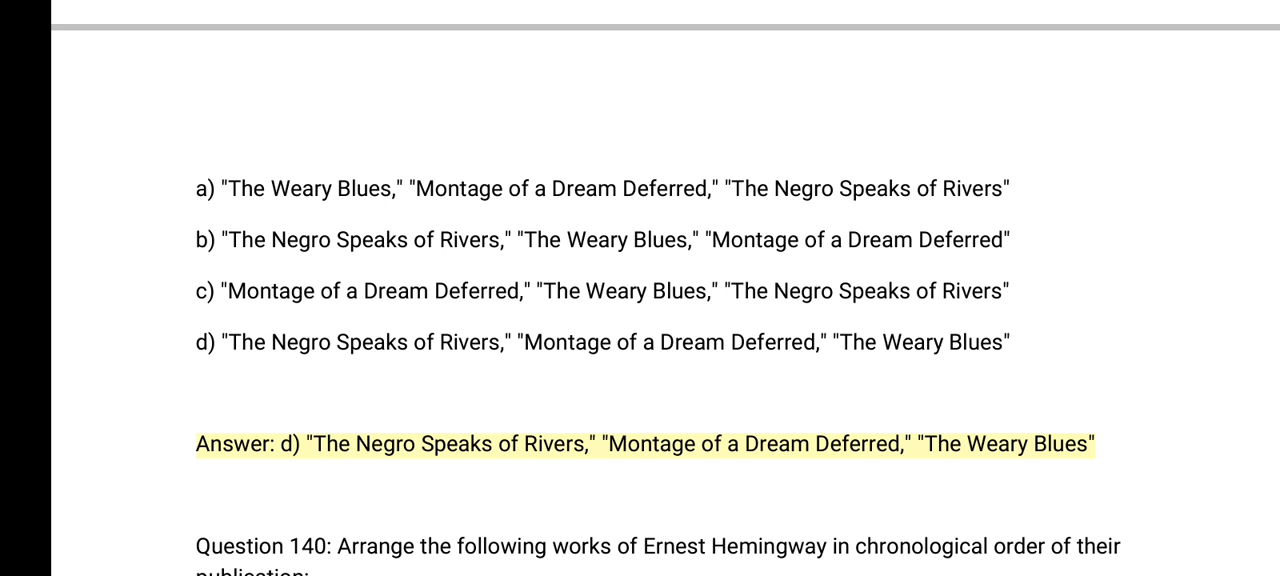 a) "The Weary Blues," "Montage of a Dream Deferred," "The Negro Speaks of Rivers"
b) "The Negro Speaks of Rivers," "The Weary Blues," "Montage of a Dream Deferred"
c) "Montage of a Dream Deferred," "The Weary Blues," "The Negro Speaks of Rivers"
d) "The Negro Speaks of Rivers," "Montage of a Dream Deferred," "The Weary Blues"
Answer: d) "The Negro Speaks of Rivers," "Montage of a Dream Deferred," "The Weary Blues"
Question 140: Arrange the following works of Ernest Hemingway in chronological order of their
publication: